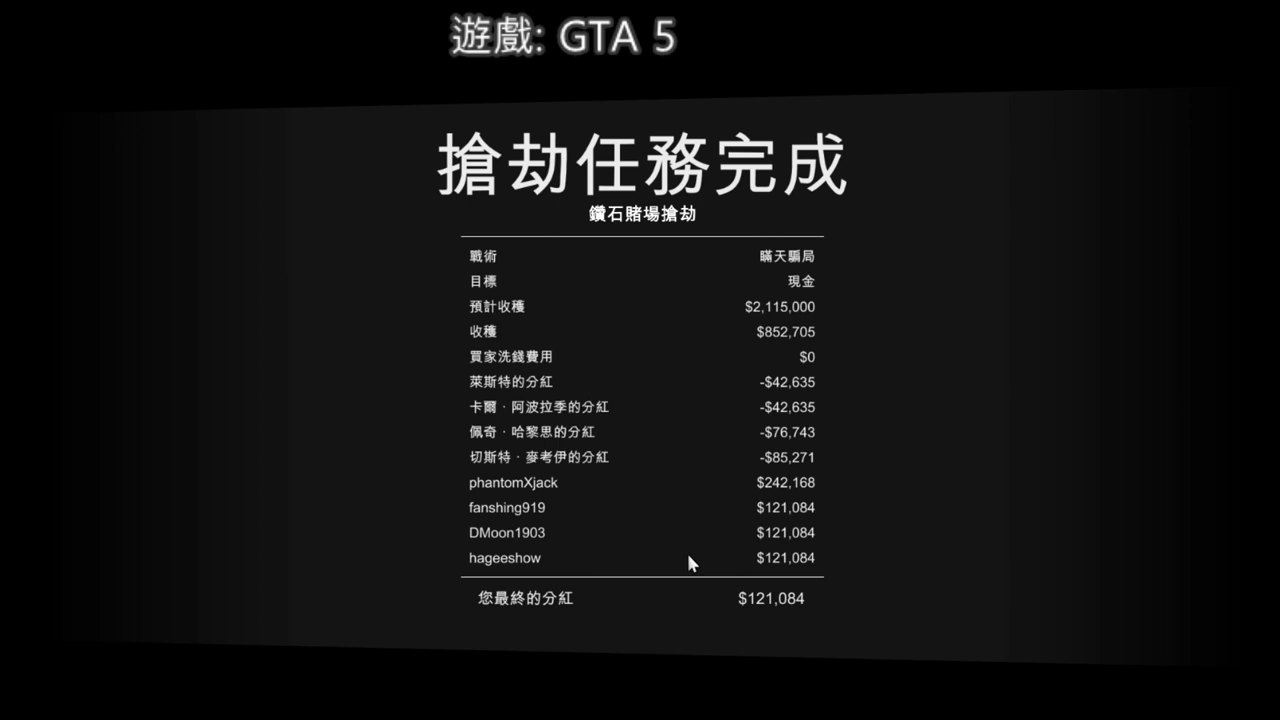 遊戲: GTA 5
搶劫任務完成
鑽石賭場搶劫
戰術 瞞天騙局
目標 現金
預計收穫 $2,115,000
收穫 $852,705
買家洗錢費用 $0
萊斯特的分紅 -$42,635
卡爾·阿波拉季的分紅 -$42,635
佩奇·哈黎思的分紅 -$76,743
切斯特·麥考伊的分紅 -$85,271
phantomXjack $242,168
fanshing919 $121,084
DMoon1903 $121,084
hageeshow $121,084
您最終的分紅 $121,084